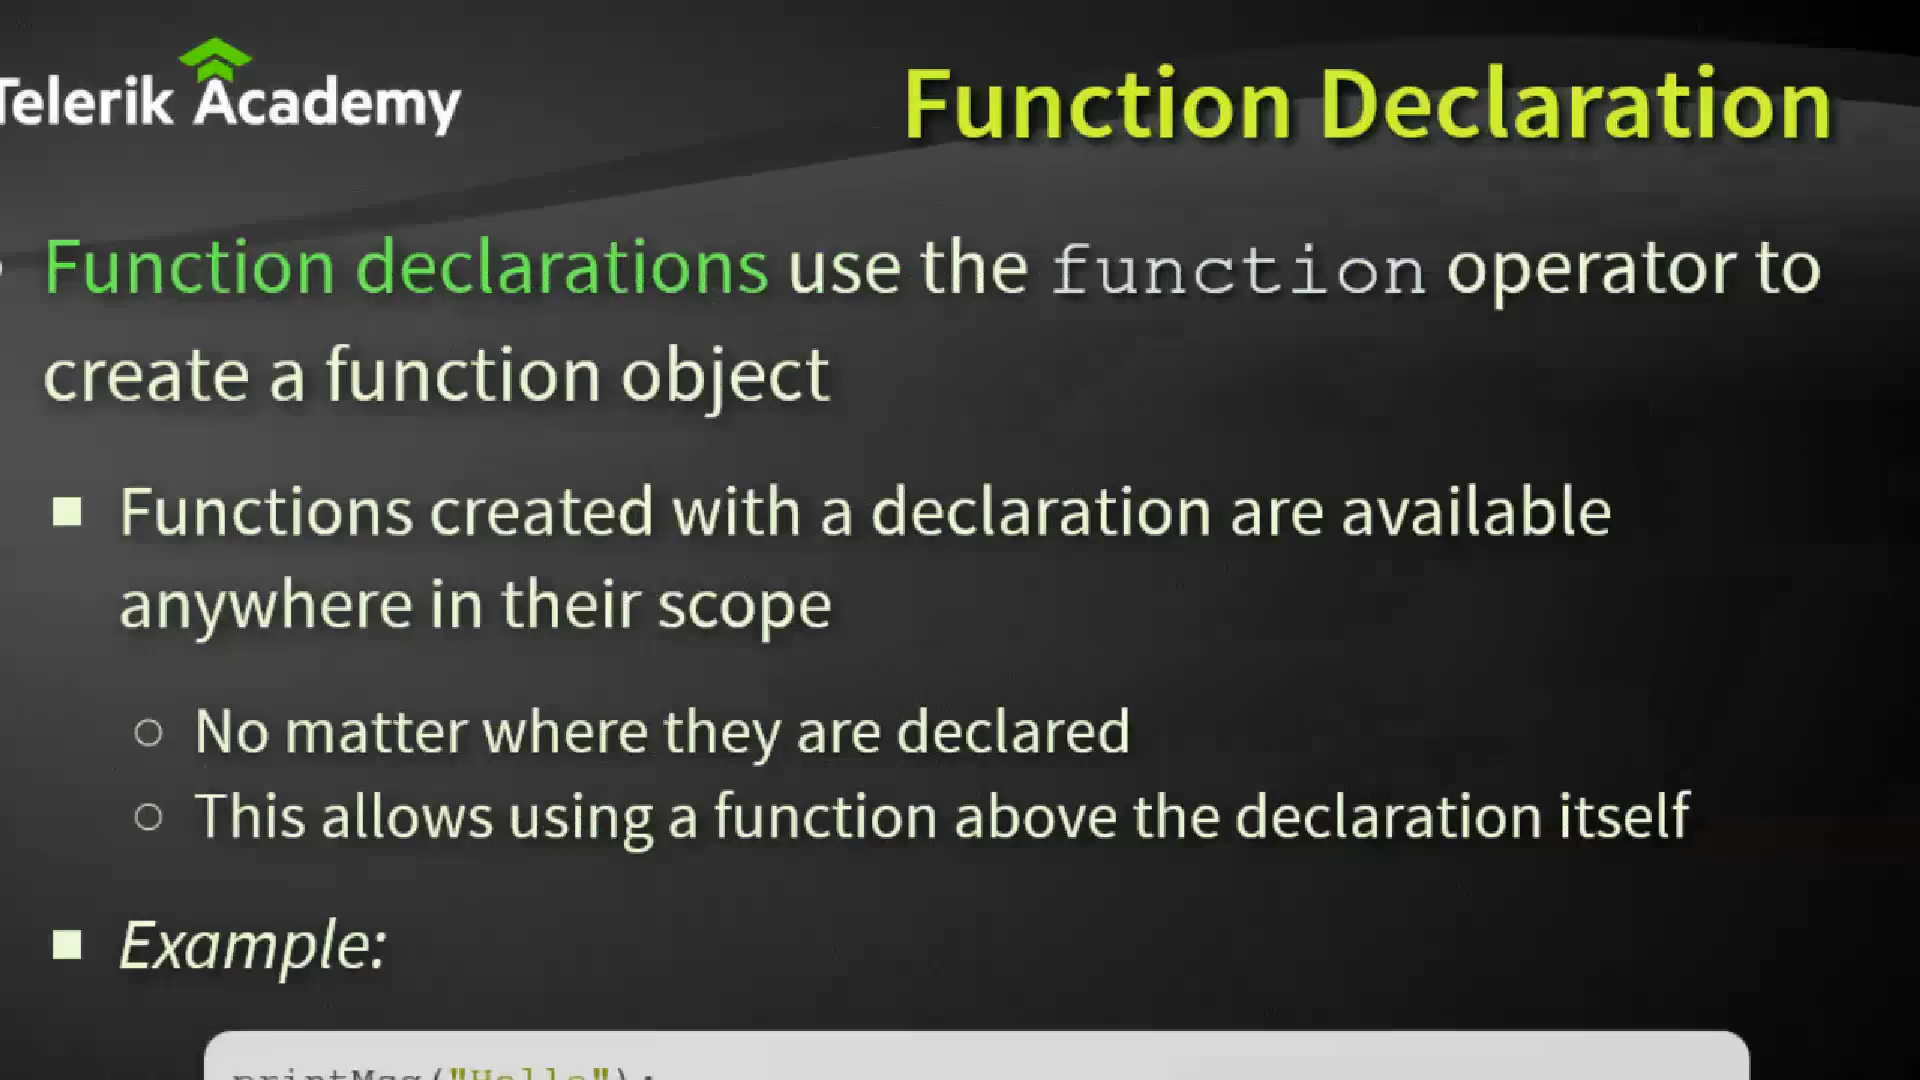 Telerik Academy
Function Declaration
Function declarations use the function operator to
create a function object
Functions created with a declaration are available
anywhere in their scope
No matter where they are declared
This allows using a function above the declaration itself
Example:
printMsg("Hello");